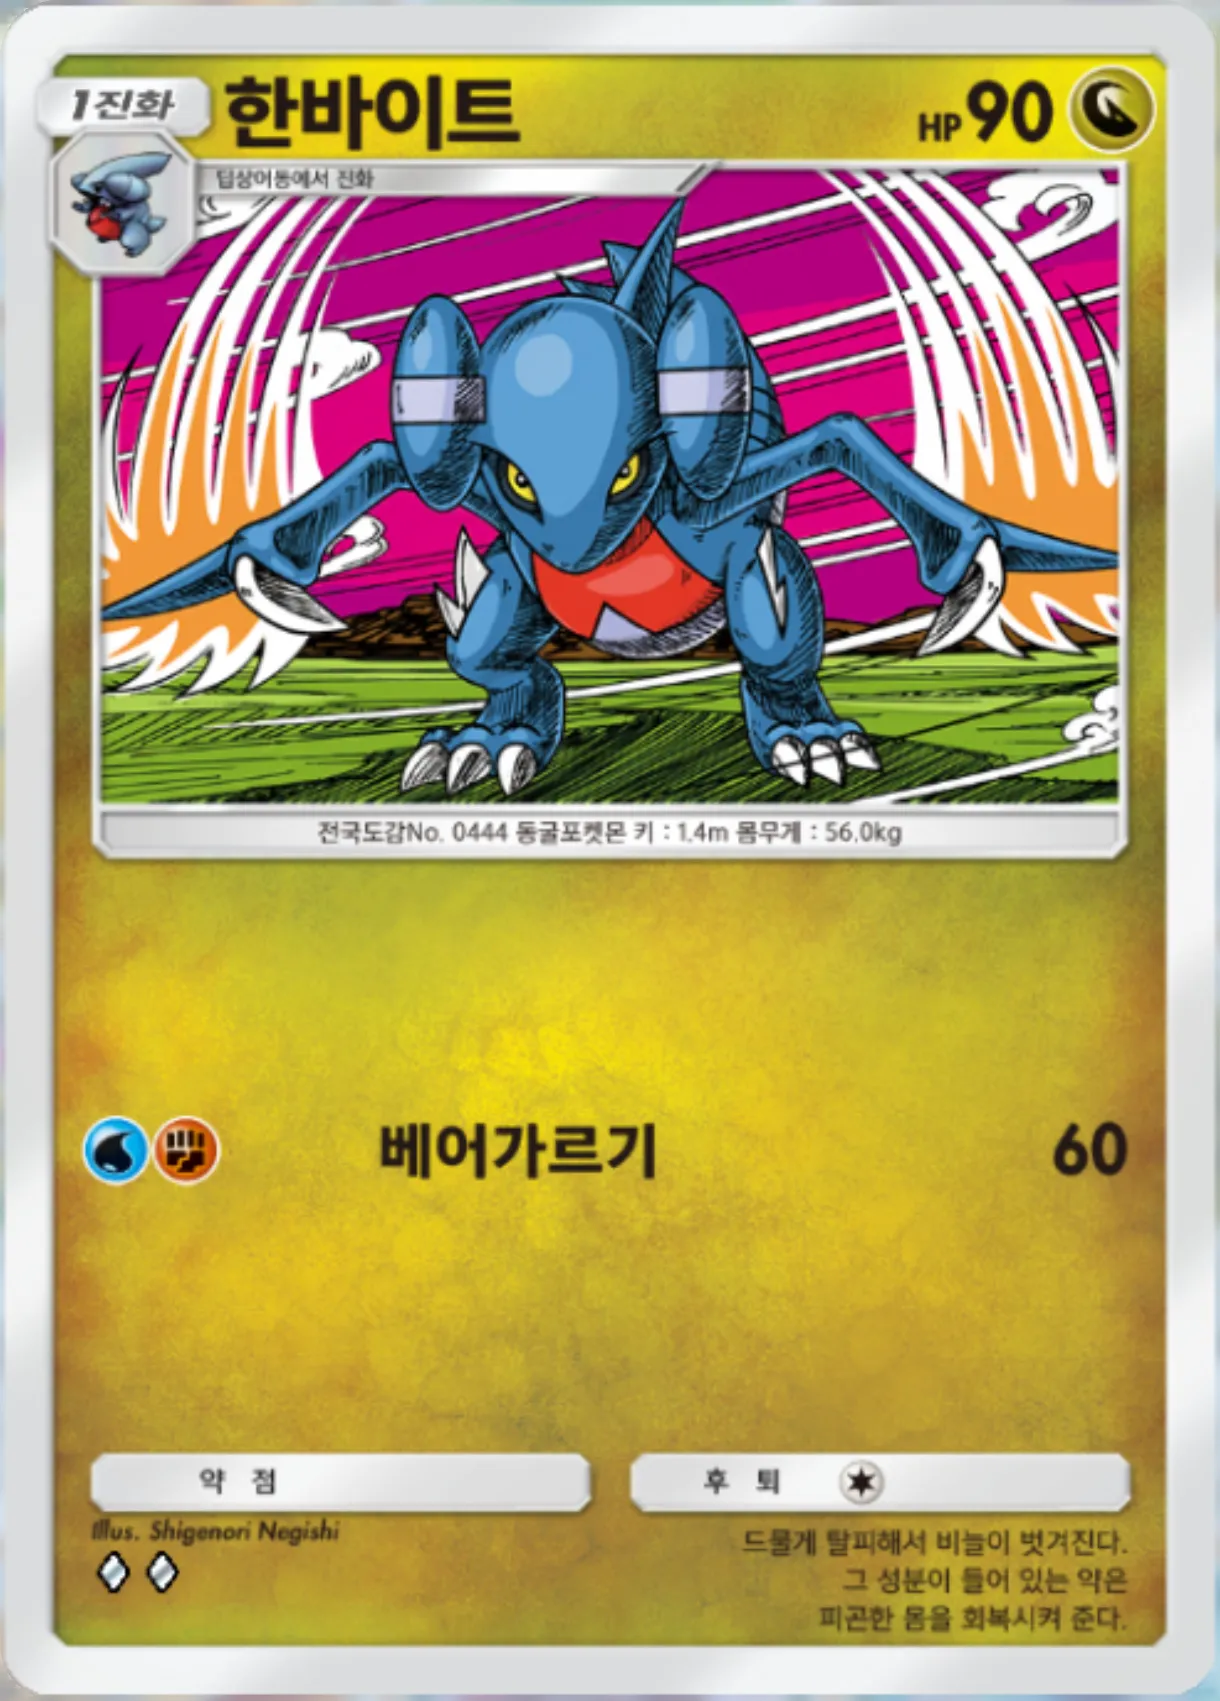 1진화
한바이트
HP 90
딥상어동에서 진화
전국도감No. 0444 동굴포켓몬 키 : 1.4m 몸무게 : 56.0kg
베어가르기 60
약 점
후 퇴
Illus. Shigenori Negishi
드물게 탈피해서 비늘이 벗겨진다.
그 성분이 들어 있는 약은
피곤한 몸을 회복시켜 준다.